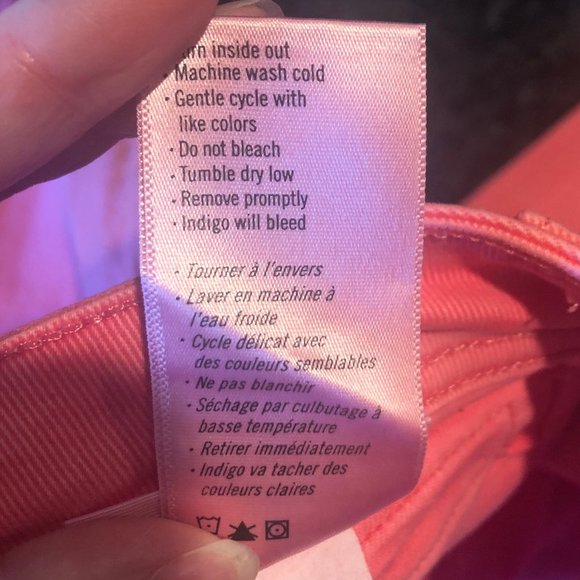 inside out
· Machine wash cold
· Gentle cycle with
like colors
· Do not bleach
· Tumble dry low
· Remove promptly
· Indigo will bleed
· Tourner à l'envers
· Laver en machine à
l'eau froide
· Cycle délicat avec
des couleurs semblables
· Ne pas blanchir
· Séchage par culbutage à
basse température
· Retirer immédiatement
· Indigo va tacher des
couleurs claires